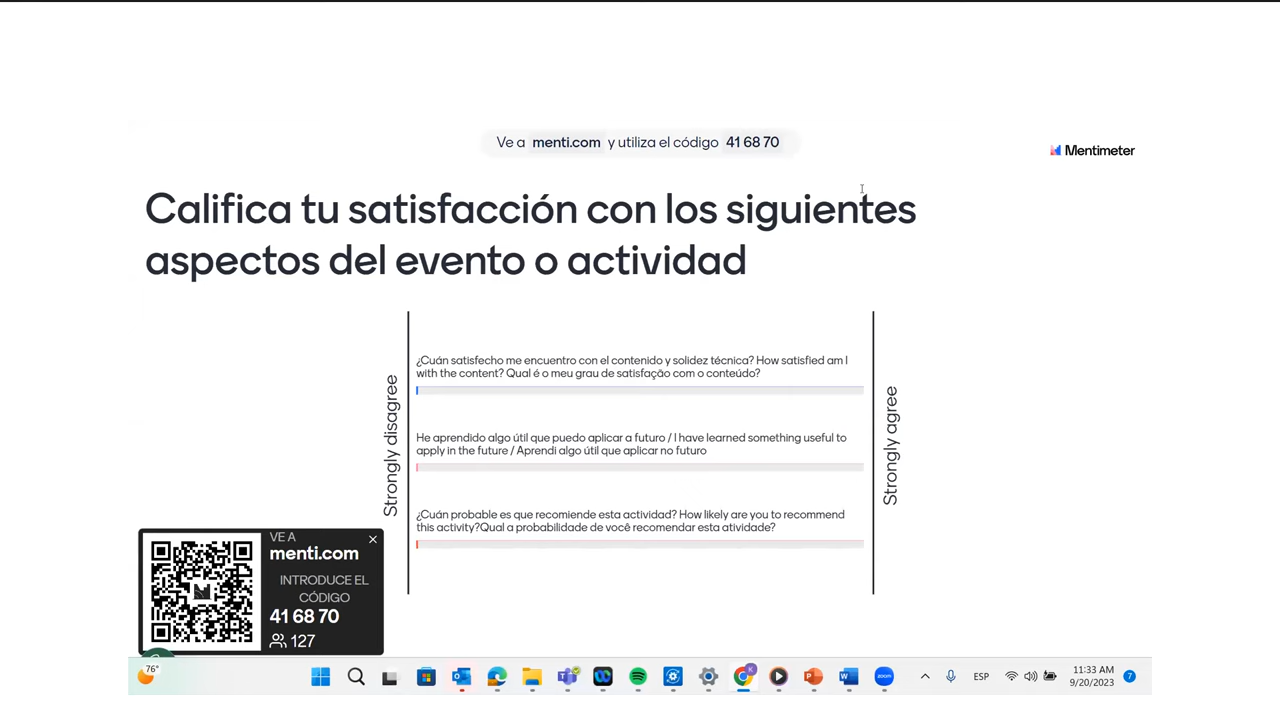 Ve a menti.com y utiliza el código 41 68 70
Mentimeter
Califica tu satisfacción con los siguientes
aspectos del evento o actividad
Strongly disagree
¿Cuán satisfecho me encuentro con el contenido y solidez técnica? How satisfied am I
with the content? Qual é o meu grau de satisfação com o conteúdo?
He aprendido algo útil que puedo aplicar a futuro / I have learned something useful to
apply in the future / Aprendi algo útil que aplicar no futuro
¿Cuán probable es que recomiende esta actividad? How likely are you to recommend
this activity?Qual a probabilidade de você recomendar esta atividade?
Strongly agree
VE A
menti.com
INTRODUCE EL
CÓDIGO
41 68 70
127
76°
ESP
11:33 AM
9/20/2023
7
zoom